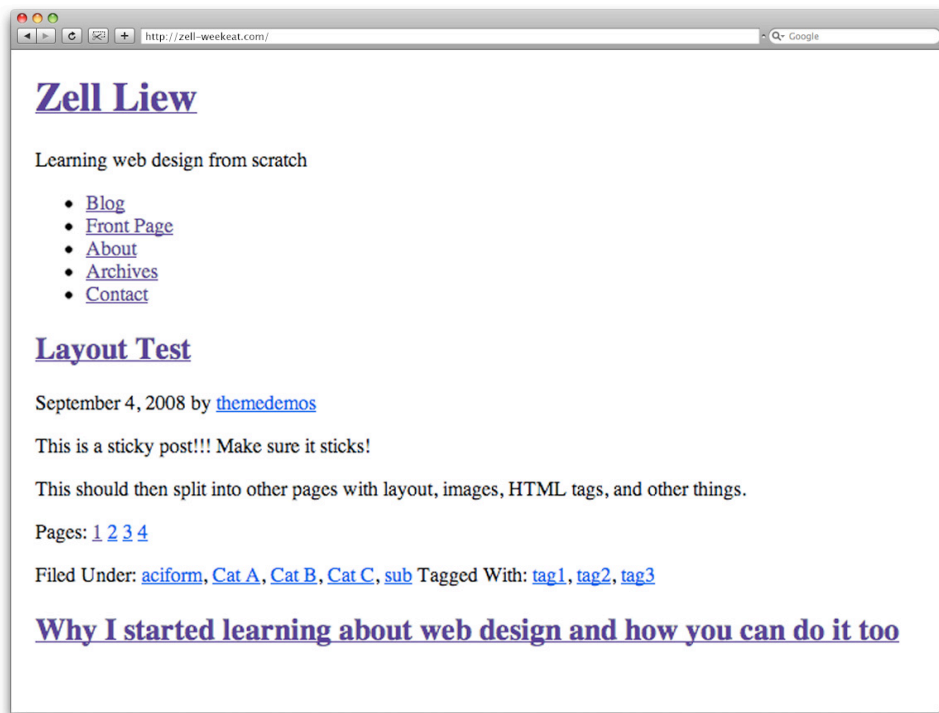 http://zell-weekeat.com/
Google
Zell Liew
Learning web design from scratch
Blog
Front Page
About
Archives
Contact
Layout Test
September 4, 2008 by themedemos
This is a sticky post!!! Make sure it sticks!
This should then split into other pages with layout, images, HTML tags, and other things.
Pages: 1 2 3 4
Filed Under: aciform, Cat A, Cat B, Cat C, sub Tagged With: tag1, tag2, tag3
Why I started learning about web design and how you can do it too